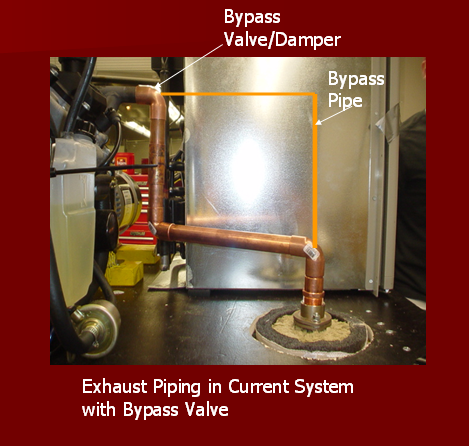 Bypass
Valve/Damper
Bypass
Pipe
Exhaust Piping in Current System
with Bypass Valve